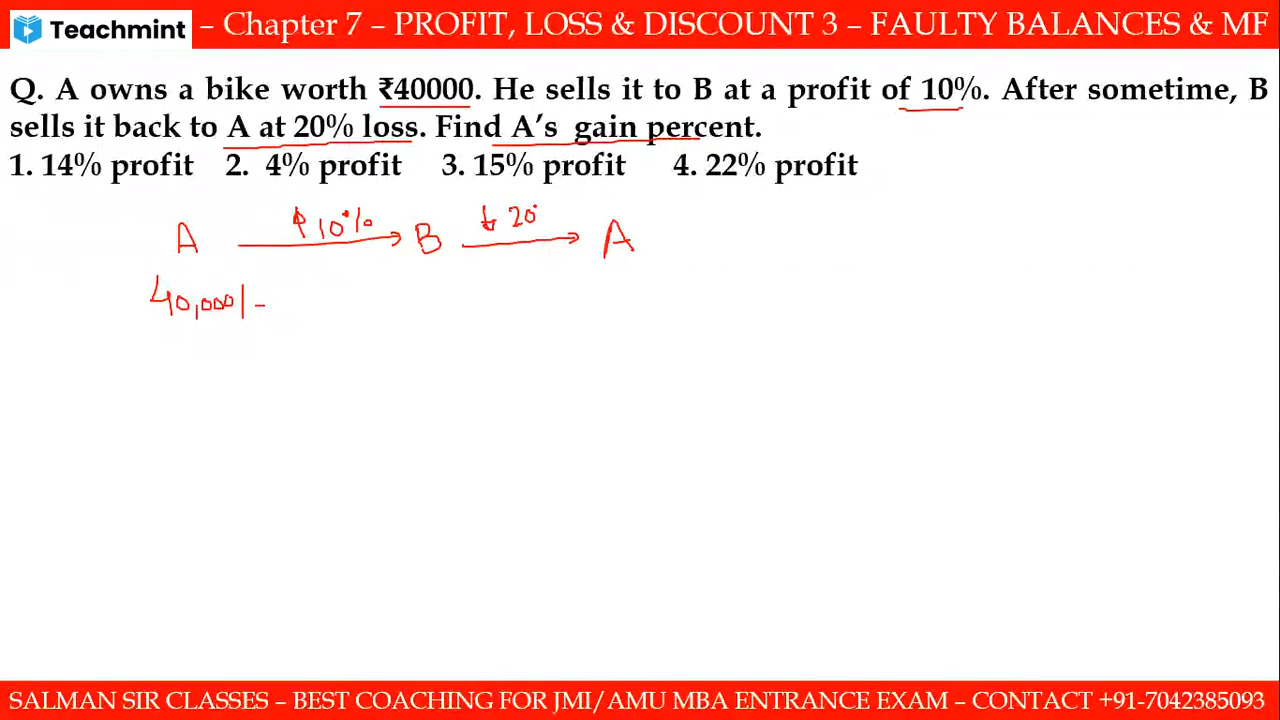 Teachmint – Chapter 7 – PROFIT, LOSS & DISCOUNT 3 – FAULTY BALANCES & MF
Q. A owns a bike worth ₹40000. He sells it to B at a profit of 10%. After sometime, B
sells it back to A at 20% loss. Find A’s gain percent.
1. 14% profit 2. 4% profit 3. 15% profit 4. 22% profit
A ↑10% B ↓20 A
40,000/-
SALMAN SIR CLASSES – BEST COACHING FOR JMI/AMU MBA ENTRANCE EXAM – CONTACT +91-7042385093